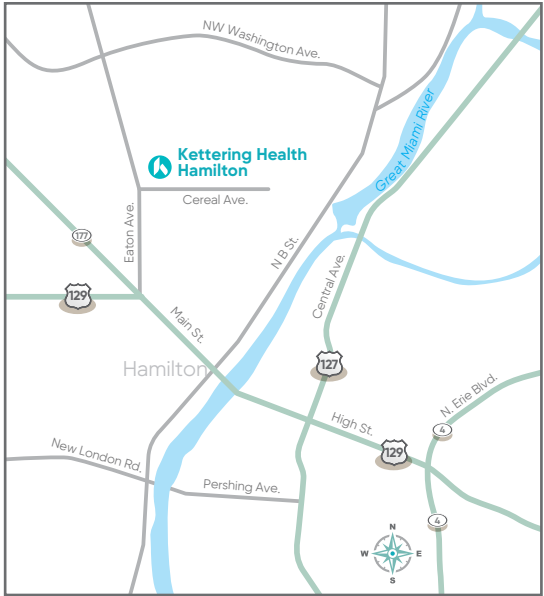 NW Washington Ave.
Great Miami River
Kettering Health
Hamilton
Cereal Ave.
Eaton Ave.
177
N B St.
129
Central Ave.
Main St.
Hamilton
127
N. Erie Blvd.
High St.
4
129
New London Rd.
Pershing Ave.
4
N
W
E
S